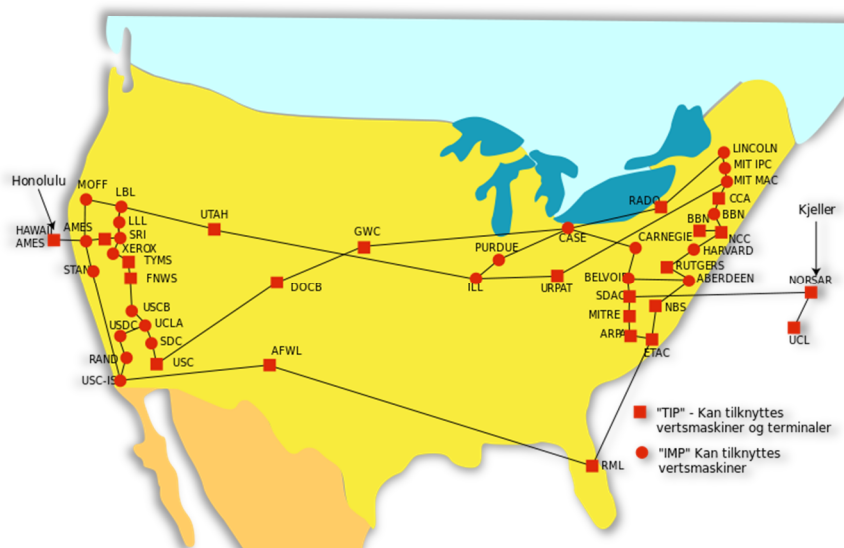 LINCOLN
MIT IPC
MIT MAC
Honolulu
MOFF
LBL
CCA
RADC
BBN
BBN
Kjeller
UTAH
LLL
HAWAII
AMES
AMES
SRI
GWC
CASE
CARNEGIE
NCC
XEROX
PURDUE
HARVARD
TYMS
STAN
RUTGERS
FNWS
DOCB
ILL
URPAT
BELVOIR
ABERDEEN
NORSAR
SDAC
USCB
NBS
MITRE
USDC
UCLA
ARPA
UCL
SDC
ETAC
RAND
USC
AFWL
USC-IS
"TIP" - Kan tilknyttes
vertsmaskiner og terminaler
"IMP" Kan tilknyttes
vertsmaskiner
RML